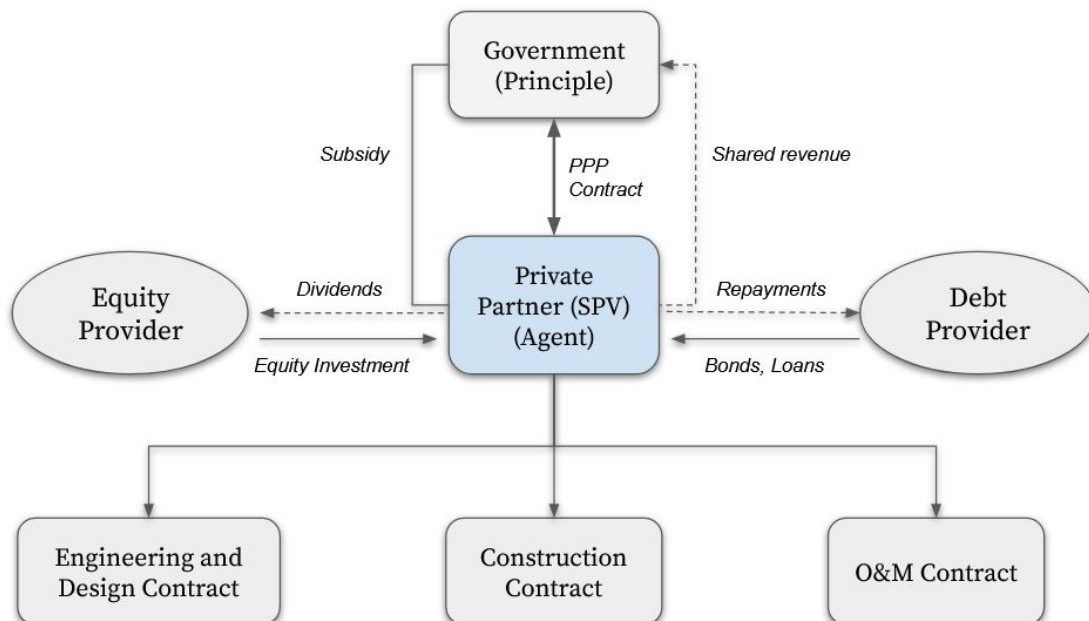 Government
(Principle)
Subsidy
PPP
Contract
Shared revenue
Equity
Provider
Dividends
Equity Investment
Private
Partner (SPV)
(Agent)
Repayments
Bonds, Loans
Debt
Provider
Engineering and
Design Contract
Construction
Contract
O&M Contract